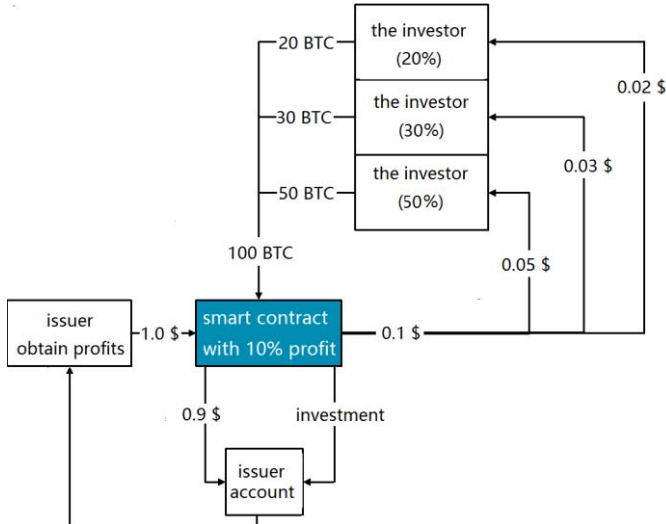 20 BTC
the investor
(20%)
0.02 $
30 BTC
the investor
(30%)
0.03 $
50 BTC
the investor
(50%)
0.05 $
100 BTC
issuer
obtain profits
1.0 $
smart contract
with 10% profit
0.1 $
0.9 $
investment
issuer
account